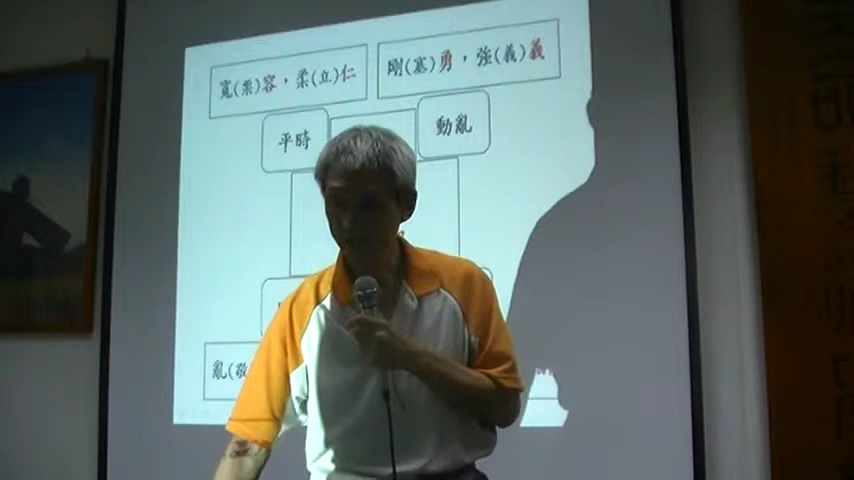 寬(栗)容，柔(立)仁
剛(塞)勇，強(義)義
平時
動亂
亂(敬